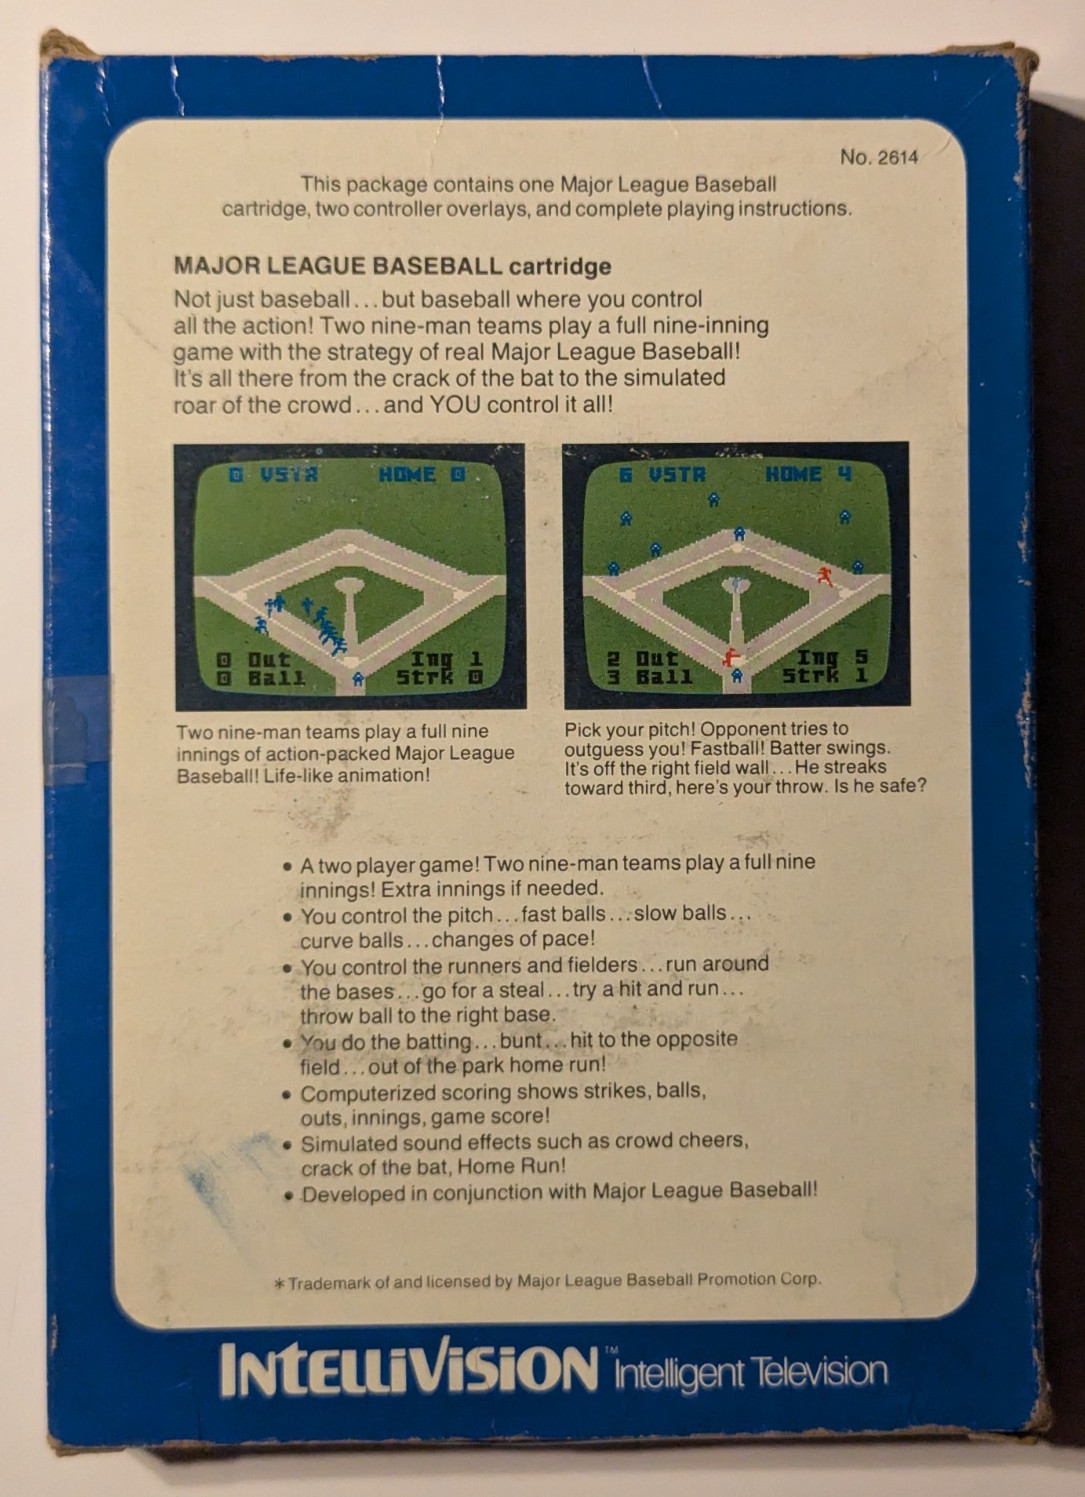 No. 2614
This package contains one Major League Baseball
cartridge, two controller overlays, and complete playing instructions.
MAJOR LEAGUE BASEBALL cartridge
Not just baseball...but baseball where you control
all the action! Two nine-man teams play a full nine-inning
game with the strategy of real Major League Baseball!
It's all there from the crack of the bat to the simulated
roar of the crowd...and YOU control it all!
0 VSTR HOME 0
0 Out Ing 1
0 Ball Strk 0
6 VSTR HOME 4
2 Out Ing 5
3 Ball Strk 1
Two nine-man teams play a full nine
innings of action-packed Major League
Baseball! Life-like animation!
Pick your pitch! Opponent tries to
outguess you! Fastball! Batter swings.
It's off the right field wall...He streaks
toward third, here's your throw. Is he safe?
• A two player game! Two nine-man teams play a full nine
innings! Extra innings if needed.
• You control the pitch...fast balls...slow balls...
curve balls...changes of pace!
• You control the runners and fielders...run around
the bases...go for a steal...try a hit and run...
throw ball to the right base.
• You do the batting...bunt...hit to the opposite
field...out of the park home run!
• Computerized scoring shows strikes, balls,
outs, innings, game score!
• Simulated sound effects such as crowd cheers,
crack of the bat, Home Run!
• Developed in conjunction with Major League Baseball!
* Trademark of and licensed by Major League Baseball Promotion Corp.
INTELLIVISION™ Intelligent Television